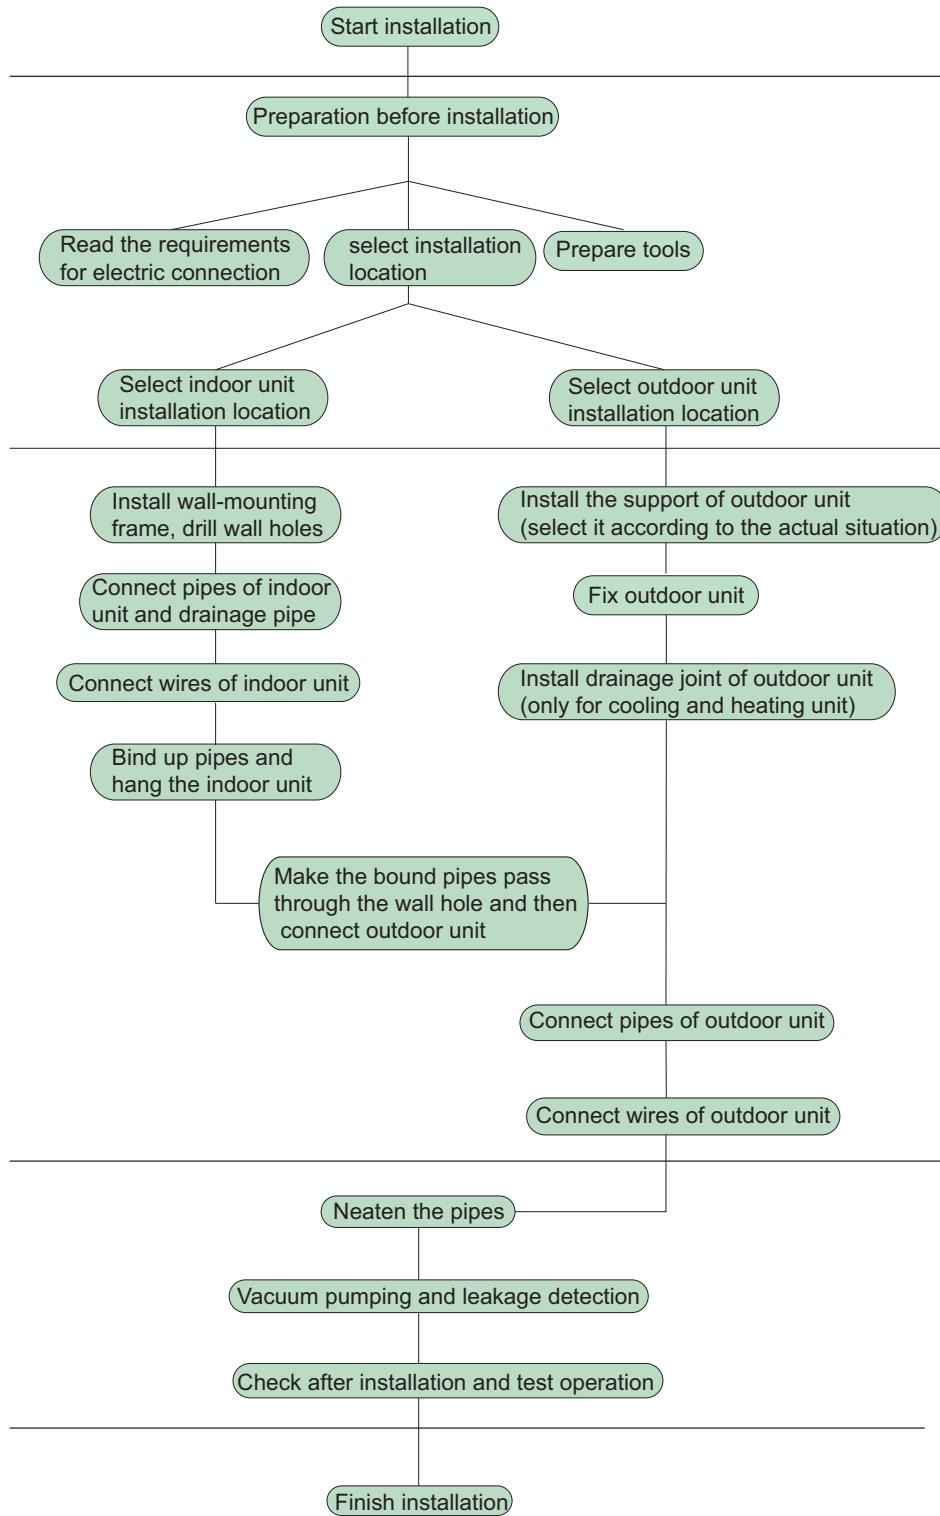 Start installation
Preparation before installation
Read the requirements
for electric connection
select installation
location
Prepare tools
Select indoor unit
installation location
Select outdoor unit
installation location
Install wall-mounting
frame, drill wall holes
Install the support of outdoor unit
(select it according to the actual situation)
Connect pipes of indoor
unit and drainage pipe
Fix outdoor unit
Connect wires of indoor unit
Install drainage joint of outdoor unit
(only for cooling and heating unit)
Bind up pipes and
hang the indoor unit
Make the bound pipes pass
through the wall hole and then
connect outdoor unit
Connect pipes of outdoor unit
Connect wires of outdoor unit
Neaten the pipes
Vacuum pumping and leakage detection
Check after installation and test operation
Finish installation